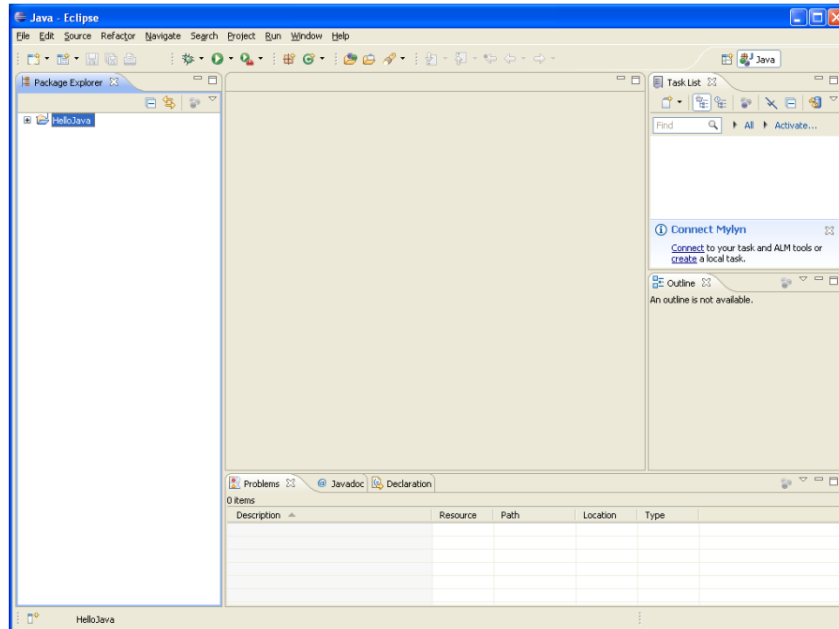 Java - Eclipse
File Edit Source Refactor Navigate Search Project Run Window Help
Java
Package Explorer
HelloJava
Task List
Find All Activate...
Connect Mylyn
Connect to your task and ALM tools or
create a local task.
Outline
An outline is not available.
Problems Javadoc Declaration
0 items
Description Resource Path Location Type
HelloJava